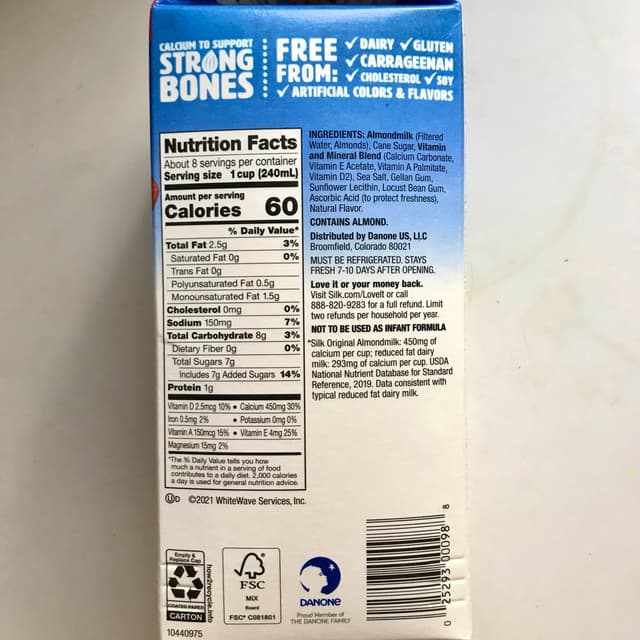 CALCIUM TO SUPPORT
STRONG
BONES
FREE
FROM:
✓ DAIRY ✓ GLUTEN
✓ CARRAGEENAN
✓ CHOLESTEROL ✓ SOY
✓ ARTIFICIAL COLORS & FLAVORS
Nutrition Facts
About 8 servings per container
Serving size 1 cup (240mL)
Amount per serving
Calories 60
% Daily Value*
Total Fat 2.5g 3%
Saturated Fat 0g 0%
Trans Fat 0g
Polyunsaturated Fat 0.5g
Monounsaturated Fat 1.5g
Cholesterol 0mg 0%
Sodium 150mg 7%
Total Carbohydrate 8g 3%
Dietary Fiber 0g 0%
Total Sugars 7g
Includes 7g Added Sugars 14%
Protein 1g
Vitamin D 2.5mcg 10% • Calcium 450mg 30%
Iron 0.5mg 2% • Potassium 0mg 0%
Vitamin A 150mcg 15% • Vitamin E 4mg 25%
Magnesium 15mg 2%
*The % Daily Value tells you how
much a nutrient in a serving of food
contributes to a daily diet. 2,000 calories
a day is used for general nutrition advice.
INGREDIENTS: Almondmilk (Filtered
Water, Almonds), Cane Sugar, Vitamin
and Mineral Blend (Calcium Carbonate,
Vitamin E Acetate, Vitamin A Palmitate,
Vitamin D2), Sea Salt, Gellan Gum,
Sunflower Lecithin, Locust Bean Gum,
Ascorbic Acid (to protect freshness),
Natural Flavor.
CONTAINS ALMOND.
Distributed by Danone US, LLC
Broomfield, Colorado 80021
MUST BE REFRIGERATED. STAYS
FRESH 7-10 DAYS AFTER OPENING.
Love it or your money back.
Visit Silk.com/LoveIt or call
888-820-9283 for a full refund. Limit
two refunds per household per year.
NOT TO BE USED AS INFANT FORMULA
*Silk Original Almondmilk: 450mg of
calcium per cup; reduced fat dairy
milk: 293mg of calcium per cup. USDA
National Nutrient Database for Standard
Reference, 2019. Data consistent with
typical reduced fat dairy milk.
UD ©2021 WhiteWave Services, Inc.
Empty &
Replace Cap
COATED PAPER
CARTON
how2recycle.info
10440975
FSC
MIX
Board
FSC® C081801
DANONE
Proud Member of
THE DANONE FAMILY
0 25293 00098 8